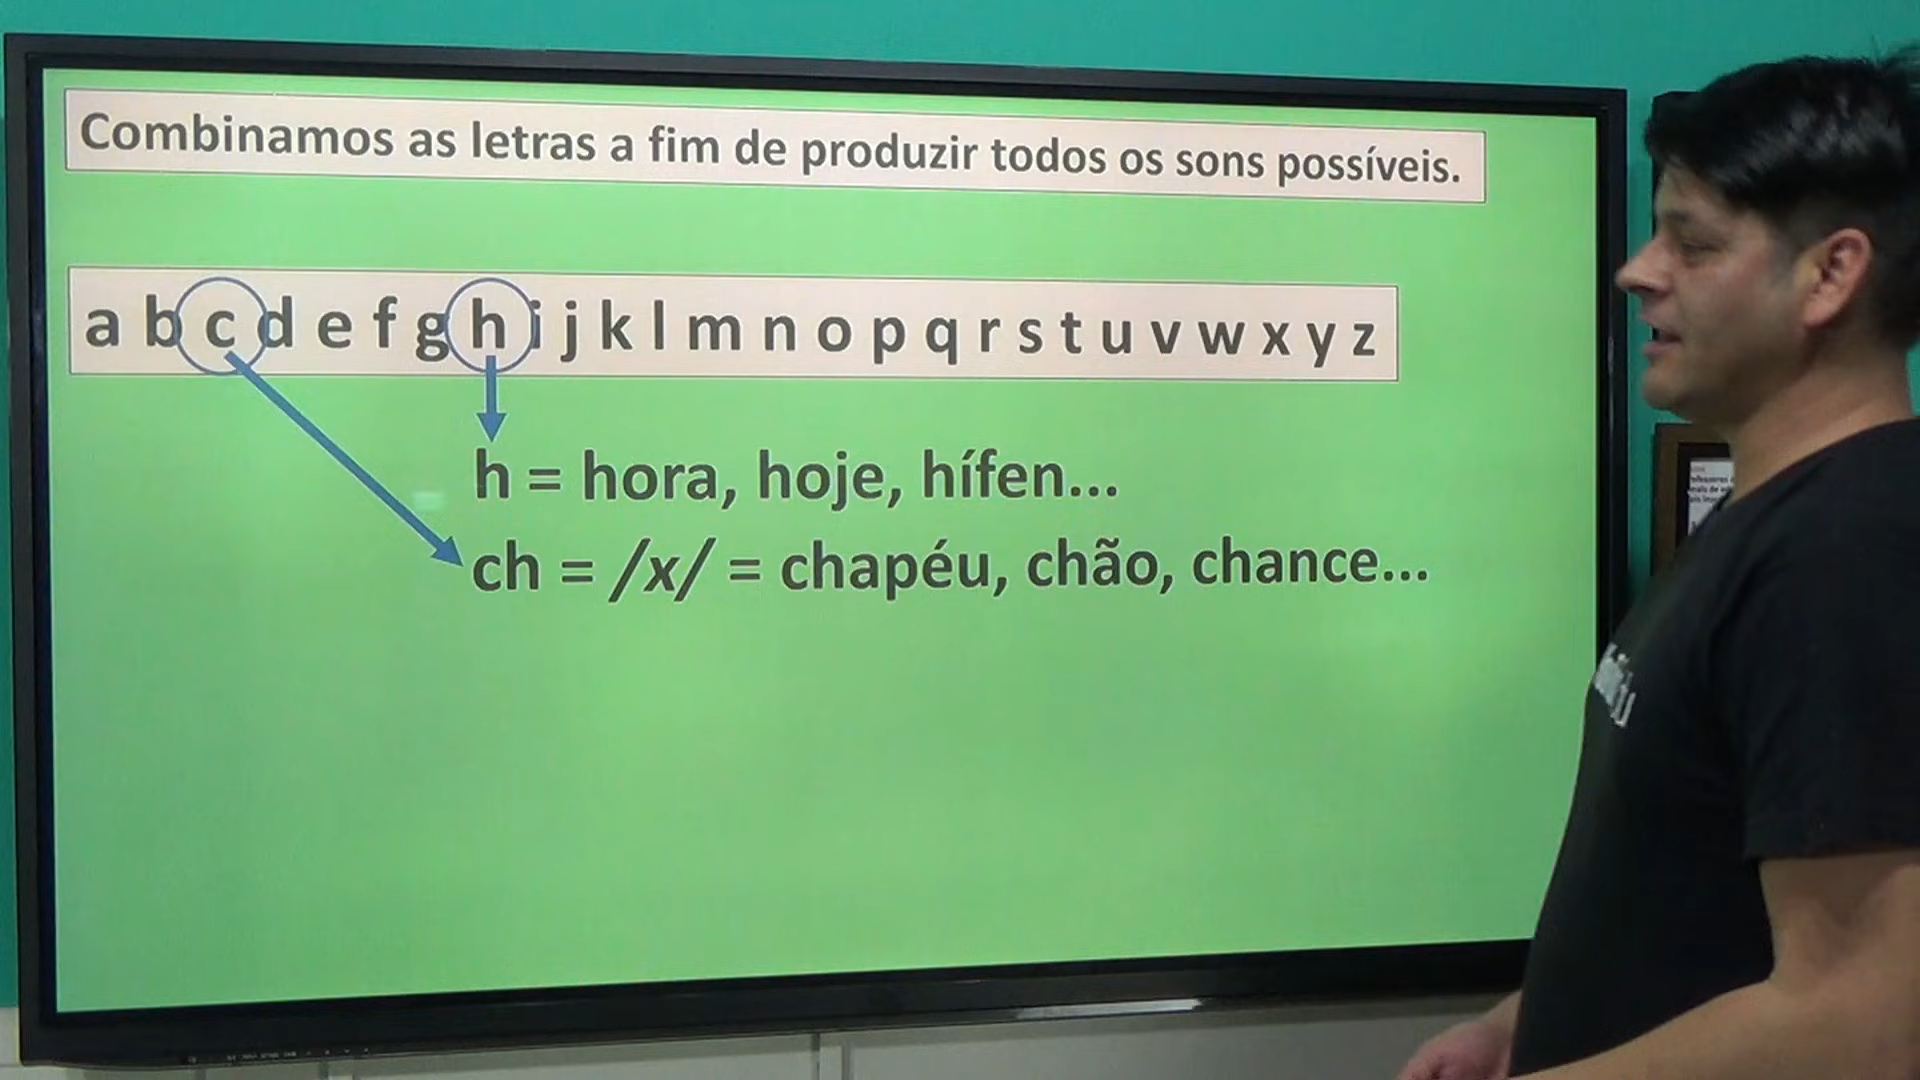 Combinamos as letras a fim de produzir todos os sons possíveis.
a b c d e f g h i j k l m n o p q r s t u v w x y z
h = hora, hoje, hífen...
ch = /x/ = chapéu, chão, chance...